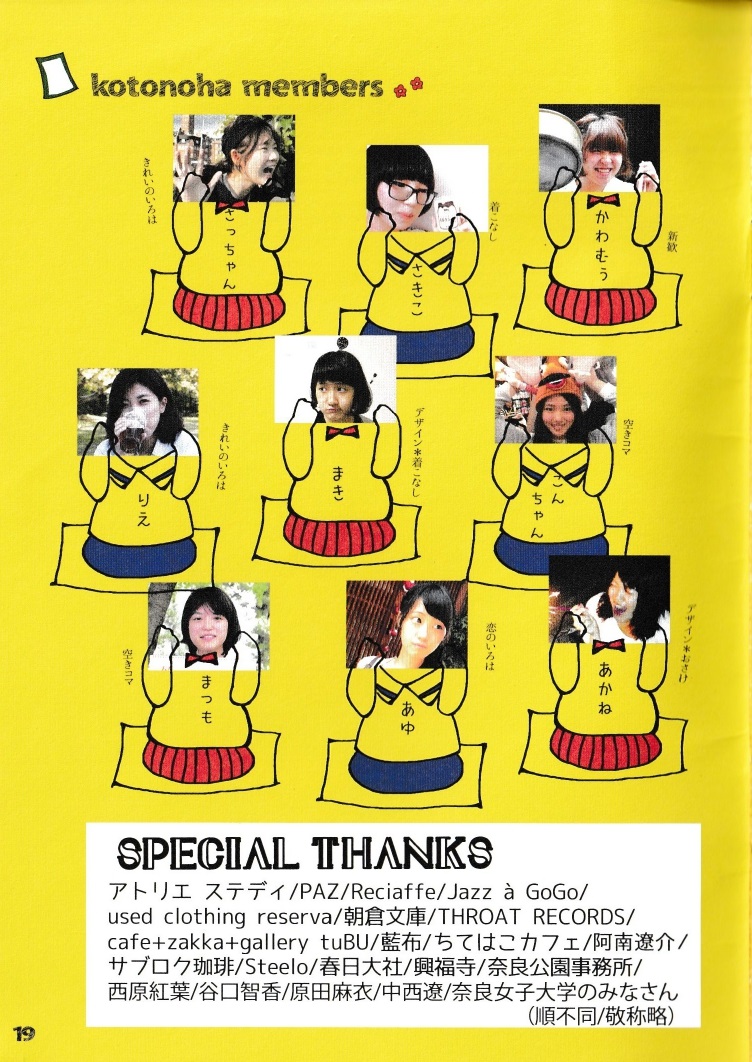 kotonoha members
きれいのいろは
さっちゃん
着こなし
さきこ
新歓
かわむぅ
きれいのいろは
りえ
デザイン*着こなし
まき
空きコマ
こんちゃん
空きコマ
まつも
恋のいろは
あゆ
デザイン*おさけ
あかね
SPECIAL THANKS
アトリエ ステディ/PAZ/Reciaffe/Jazz à GoGo/
used clothing reserva/朝倉文庫/THROAT RECORDS/
cafe+zakka+gallery tuBU/藍布/ちてはこカフェ/阿南遼介/
サブロク珈琲/Steelo/春日大社/興福寺/奈良公園事務所/
西原紅葉/谷口智香/原田麻衣/中西遼/奈良女子大学のみなさん
(順不同/敬称略)
19